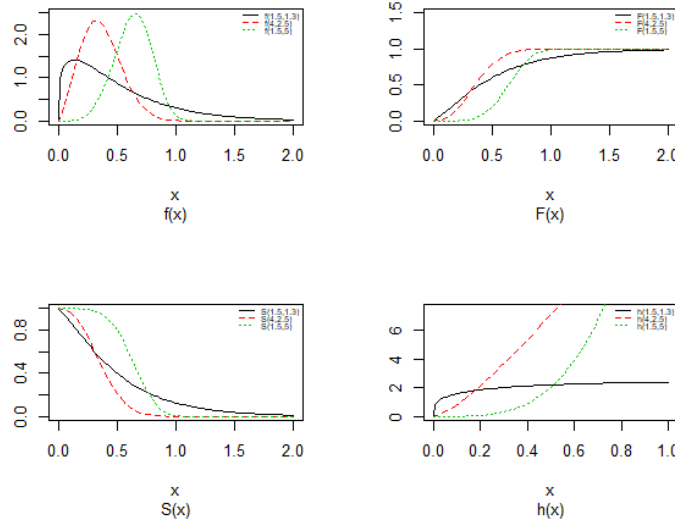 f(1.5,1.3)
f(4,2.5)
f(1.5,5)
0.0 1.0 2.0
0.0 0.5 1.0 1.5 2.0
x
f(x)
F(1.5,1.3)
F(4,2.5)
F(1.5,5)
0.0 0.5 1.0 1.5
0.0 0.5 1.0 1.5 2.0
x
F(x)
S(1.5,1.3)
S(4,2.5)
S(1.5,5)
0.0 0.4 0.8
0.0 0.5 1.0 1.5 2.0
x
S(x)
h(1.5,1.3)
h(4,2.5)
h(1.5,5)
0 2 4 6
0.0 0.2 0.4 0.6 0.8 1.0
x
h(x)